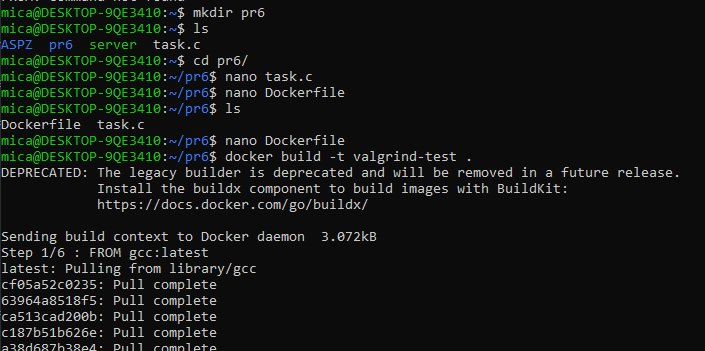 mica@DESKTOP-9QE3410:~$ mkdir pr6
mica@DESKTOP-9QE3410:~$ ls
ASPZ  pr6  server  task.c
mica@DESKTOP-9QE3410:~$ cd pr6/
mica@DESKTOP-9QE3410:~/pr6$ nano task.c
mica@DESKTOP-9QE3410:~/pr6$ nano Dockerfile
mica@DESKTOP-9QE3410:~/pr6$ ls
Dockerfile  task.c
mica@DESKTOP-9QE3410:~/pr6$ nano Dockerfile
mica@DESKTOP-9QE3410:~/pr6$ docker build -t valgrind-test .
DEPRECATED: The legacy builder is deprecated and will be removed in a future release.
            Install the buildx component to build images with BuildKit:
            https://docs.docker.com/go/buildx/

Sending build context to Docker daemon  3.072kB
Step 1/6 : FROM gcc:latest
latest: Pulling from library/gcc
cf05a52c0235: Pull complete
63964a8518f5: Pull complete
ca513cad200b: Pull complete
c187b51b626e: Pull complete
a38d687b38e4: Pull complete